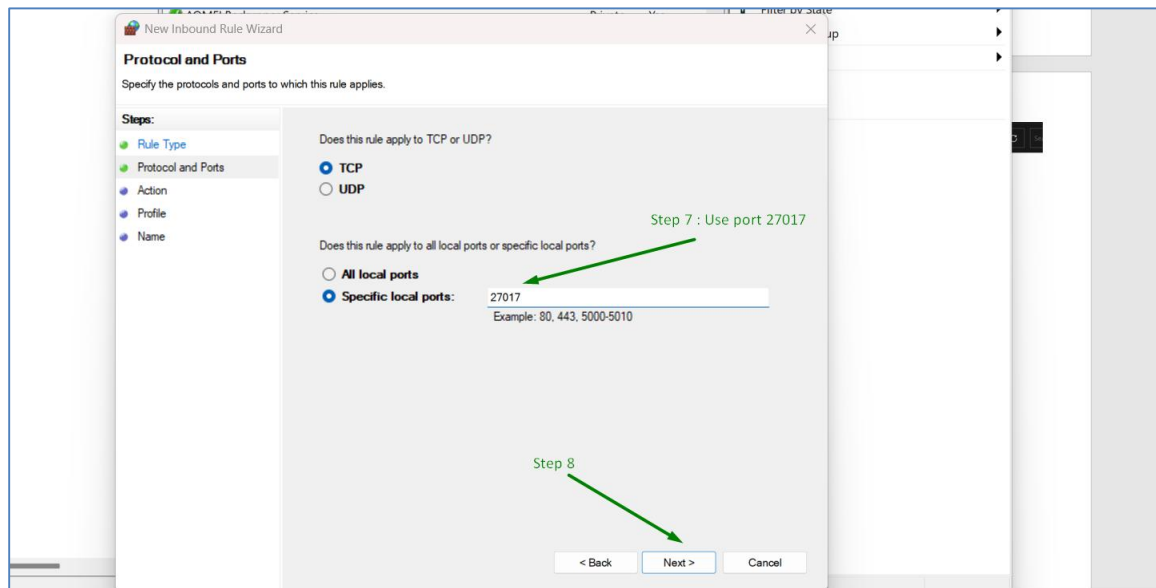 New Inbound Rule Wizard
up
Protocol and Ports
Specify the protocols and ports to which this rule applies.
Steps:
Rule Type
Protocol and Ports
Action
Profile
Name
Does this rule apply to TCP or UDP?
TCP
UDP
Step 7 : Use port 27017
Does this rule apply to all local ports or specific local ports?
All local ports
Specific local ports:
27017
Example: 80, 443, 5000-5010
Step 8
< Back
Next >
Cancel